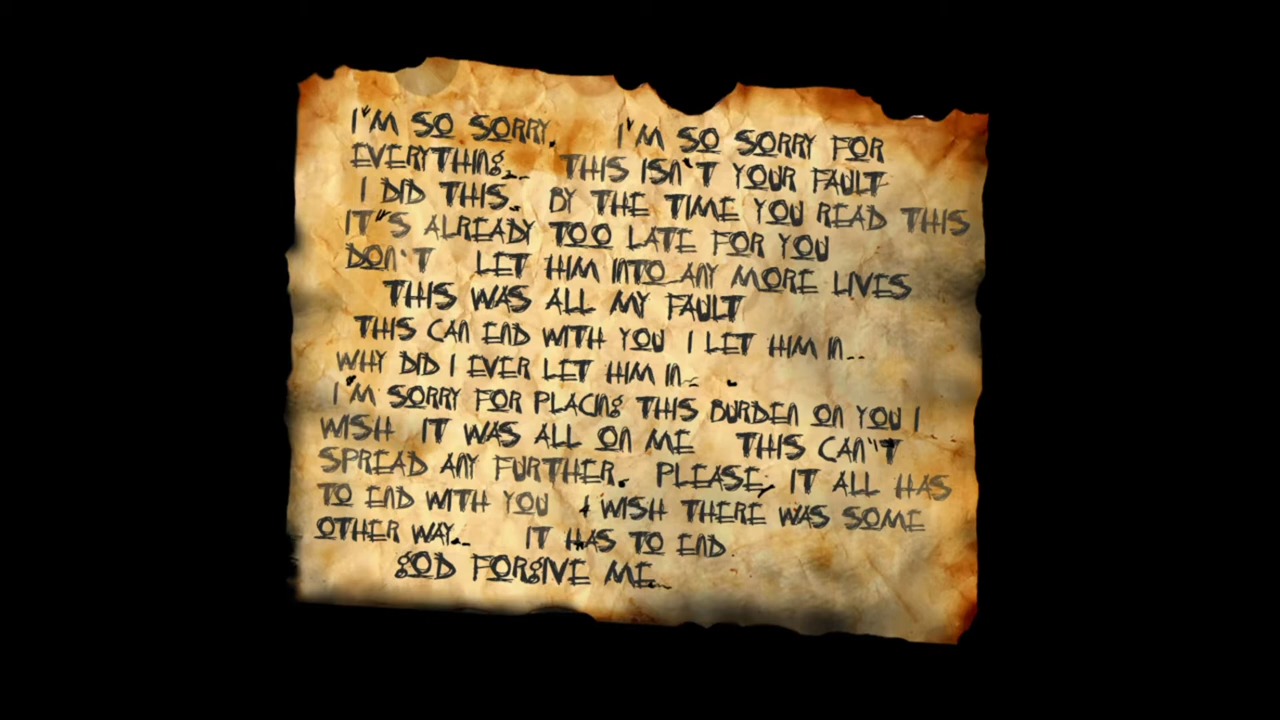 I'M SO SORRY. I'M SO SORRY FOR
EVERYTHING... THIS ISN'T YOUR FAULT
I DID THIS. BY THE TIME YOU READ THIS
IT"S ALREADY TOO LATE FOR YOU
DON'T LET HIM INTO ANY MORE LIVES
THIS WAS ALL MY FAULT
THIS CAN END WITH YOU I LET HIM IN...
WHY DID I EVER LET HIM IN...
I'M SORRY FOR PLACING THIS BURDEN ON YOU I
WISH IT WAS ALL ON ME THIS CAN"T
SPREAD ANY FURTHER. PLEASE, IT ALL HAS
TO END WITH YOU I WISH THERE WAS SOME
OTHER WAY... IT HAS TO END.
GOD FORGIVE ME...